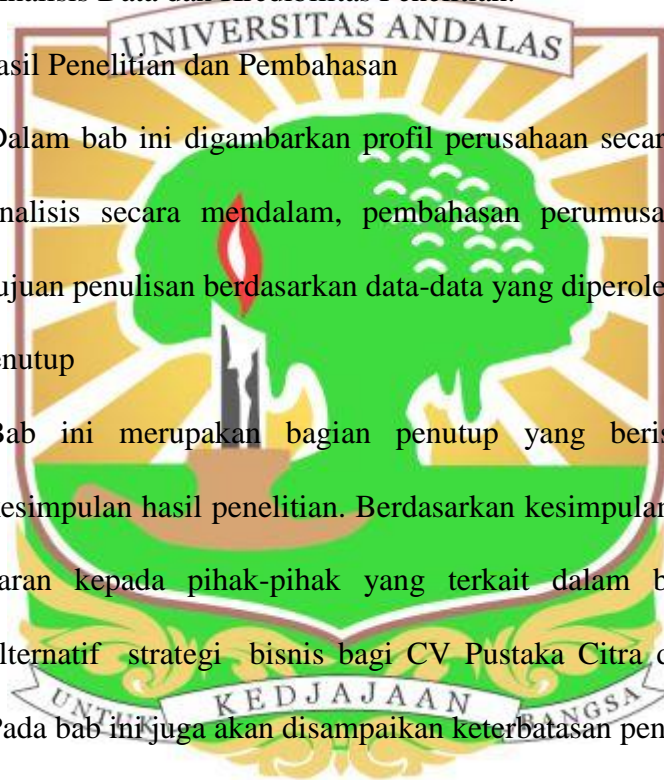 Analisis Data dan Kredibilitas Penelitian.
UNIVERSITAS ANDALAS
asil Penelitian dan Pembahasan
Dalam bab ini digambarkan profil perusahaan secar
nalisis secara mendalam, pembahasan perumusa
ujuan penulisan berdasarkan data-data yang diperole
enutup
Bab ini merupakan bagian penutup yang beris
esimpulan hasil penelitian. Berdasarkan kesimpulan
aran kepada pihak-pihak yang terkait dalam b
lternatif strategi bisnis bagi CV Pustaka Citra d
UNTUK KEDJAJAAN BANGSA
Pada bab ini juga akan disampaikan keterbatasan pen